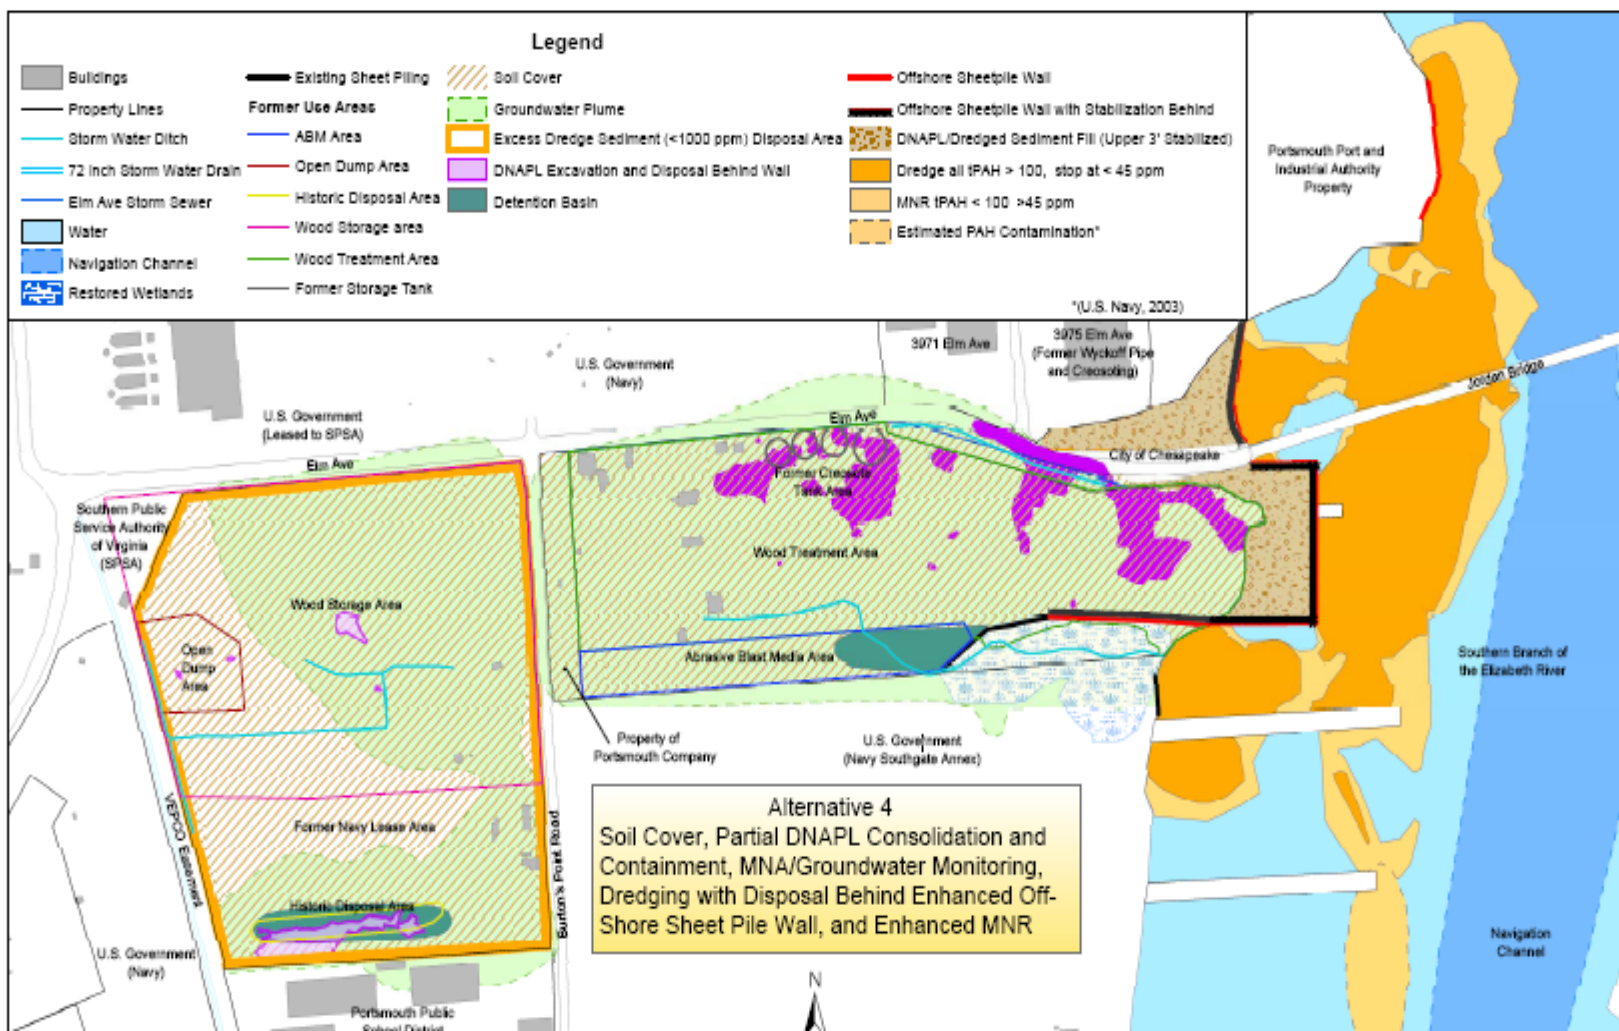 Legend
Buildings
Property Lines
Storm Water Ditch
72 Inch Storm Water Drain
Elm Ave Storm Sewer
Water
Navigation Channel
Restored Wetlands
Existing Sheet Piling
Former Use Areas
ABM Area
Open Dump Area
Historic Disposal Area
Wood Storage area
Wood Treatment Area
Former Storage Tank
Soil Cover
Groundwater Plume
Excess Dredge Sediment (<1000 ppm) Disposal Area
DNAPL Excavation and Disposal Behind Wall
Detention Basin
Offshore Sheetpile Wall
Offshore Sheetpile Wall with Stabilization Behind
DNAPL/Dredged Sediment Fill (Upper 3' Stabilized)
Dredge all tPAH > 100, stop at < 45 ppm
MNR tPAH < 100 >45 ppm
Estimated PAH Contamination*
*(U.S. Navy, 2003)
Portsmouth Port and
Industrial Authority
Property
3971 Elm Ave
3975 Elm Ave
(Former Wyckoff Pipe
and Creosoting)
Jordan Bridge
U.S. Government
(Navy)
U.S. Government
(Leased to SPSA)
Elm Ave
Elm Ave
City of Chesapeake
Former Creosote
Tank Area
Southern Public
Service Authority
of Virginia
(SPSA)
Wood Treatment Area
Wood Storage Area
Open
Dump
Area
Abrasive Blast Media Area
Southern Branch of
the Elizabeth River
Property of
Portsmouth Company
U.S. Government
(Navy Southgate Annex)
VEPCO Easement
Former Navy Lease Area
Burton's Point Road
Historic Disposal Area
Alternative 4
Soil Cover, Partial DNAPL Consolidation and
Containment, MNA/Groundwater Monitoring,
Dredging with Disposal Behind Enhanced Off-
Shore Sheet Pile Wall, and Enhanced MNR
U.S. Government
(Navy)
Navigation
Channel
N
Portsmouth Public
School District